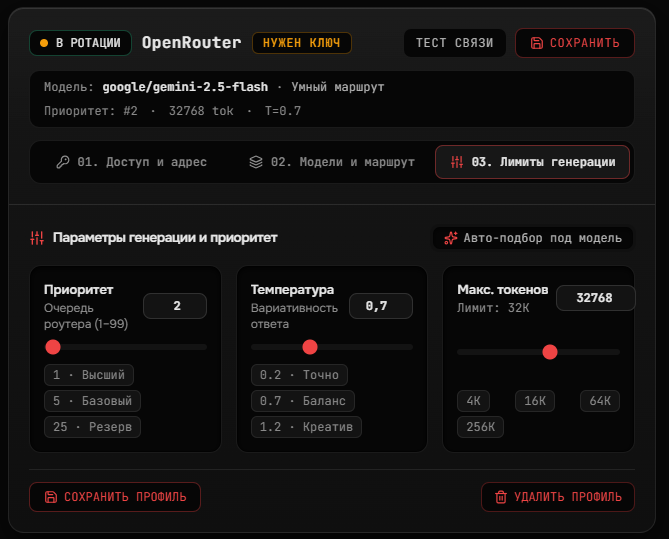 В РОТАЦИИ OpenRouter НУЖЕН КЛЮЧ ТЕСТ СВЯЗИ СОХРАНИТЬ
Модель: google/gemini-2.5-flash · Умный маршрут
Приоритет: #2 · 32768 tok · T=0.7
01. Доступ и адрес 02. Модели и маршрут 03. Лимиты генерации
Параметры генерации и приоритет Авто-подбор под модель
Приоритет
Очередь
роутера (1–99)
2
1 · Высший
5 · Базовый
25 · Резерв
Температура
Вариативность
ответа
0,7
0.2 · Точно
0.7 · Баланс
1.2 · Креатив
Макс. токенов
Лимит: 32K
32768
4K 16K 64K
256K
СОХРАНИТЬ ПРОФИЛЬ УДАЛИТЬ ПРОФИЛЬ